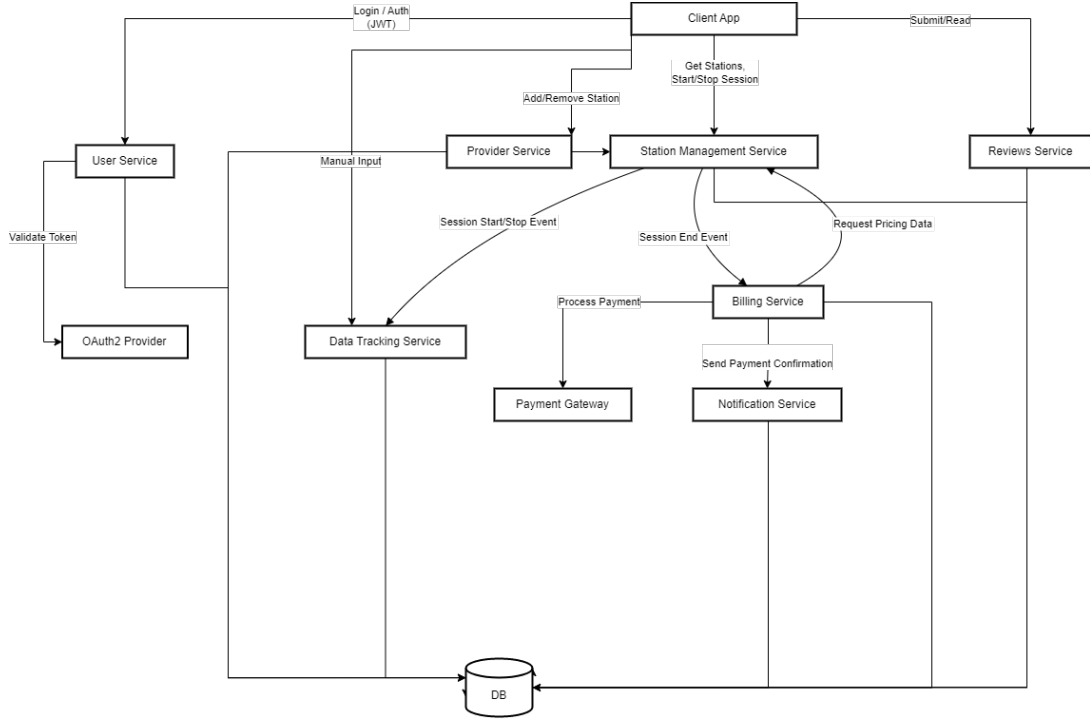 Login / Auth
(JWT)
Client App
Submit/Read
Get Stations,
Start/Stop Session
Add/Remove Station
User Service
Manual Input
Provider Service
Station Management Service
Reviews Service
Validate Token
Session Start/Stop Event
Session End Event
Request Pricing Data
Process Payment
Billing Service
OAuth2 Provider
Data Tracking Service
Send Payment Confirmation
Payment Gateway
Notification Service
DB